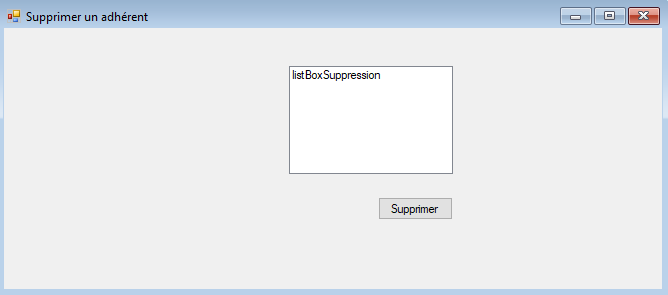 Supprimer un adhérent
listBoxSuppression
Supprimer